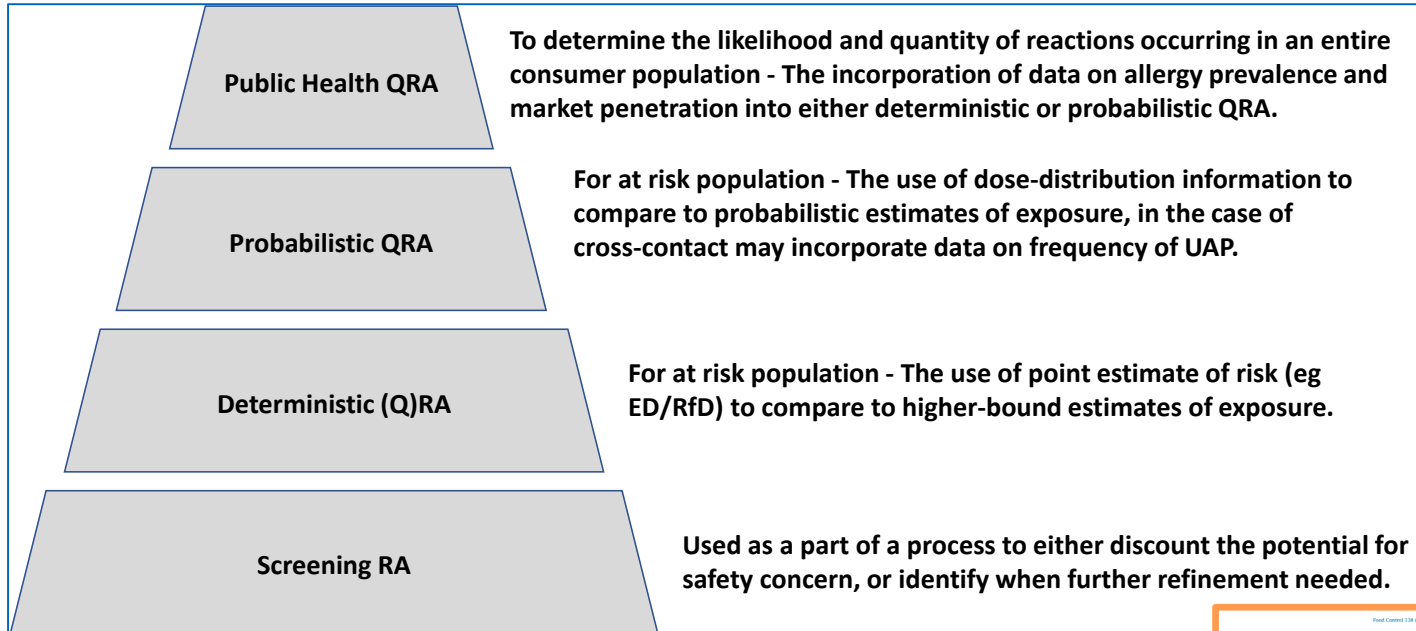 Public Health QRA
To determine the likelihood and quantity of reactions occurring in an entire
consumer population - The incorporation of data on allergy prevalence and
market penetration into either deterministic or probabilistic QRA.
Probabilistic QRA
For at risk population - The use of dose-distribution information to
compare to probabilistic estimates of exposure, in the case of
cross-contact may incorporate data on frequency of UAP.
Deterministic (Q)RA
For at risk population - The use of point estimate of risk (eg
ED/RfD) to compare to higher-bound estimates of exposure.
Screening RA
Used as a part of a process to either discount the potential for
safety concern, or identify when further refinement needed.
Food Control 138